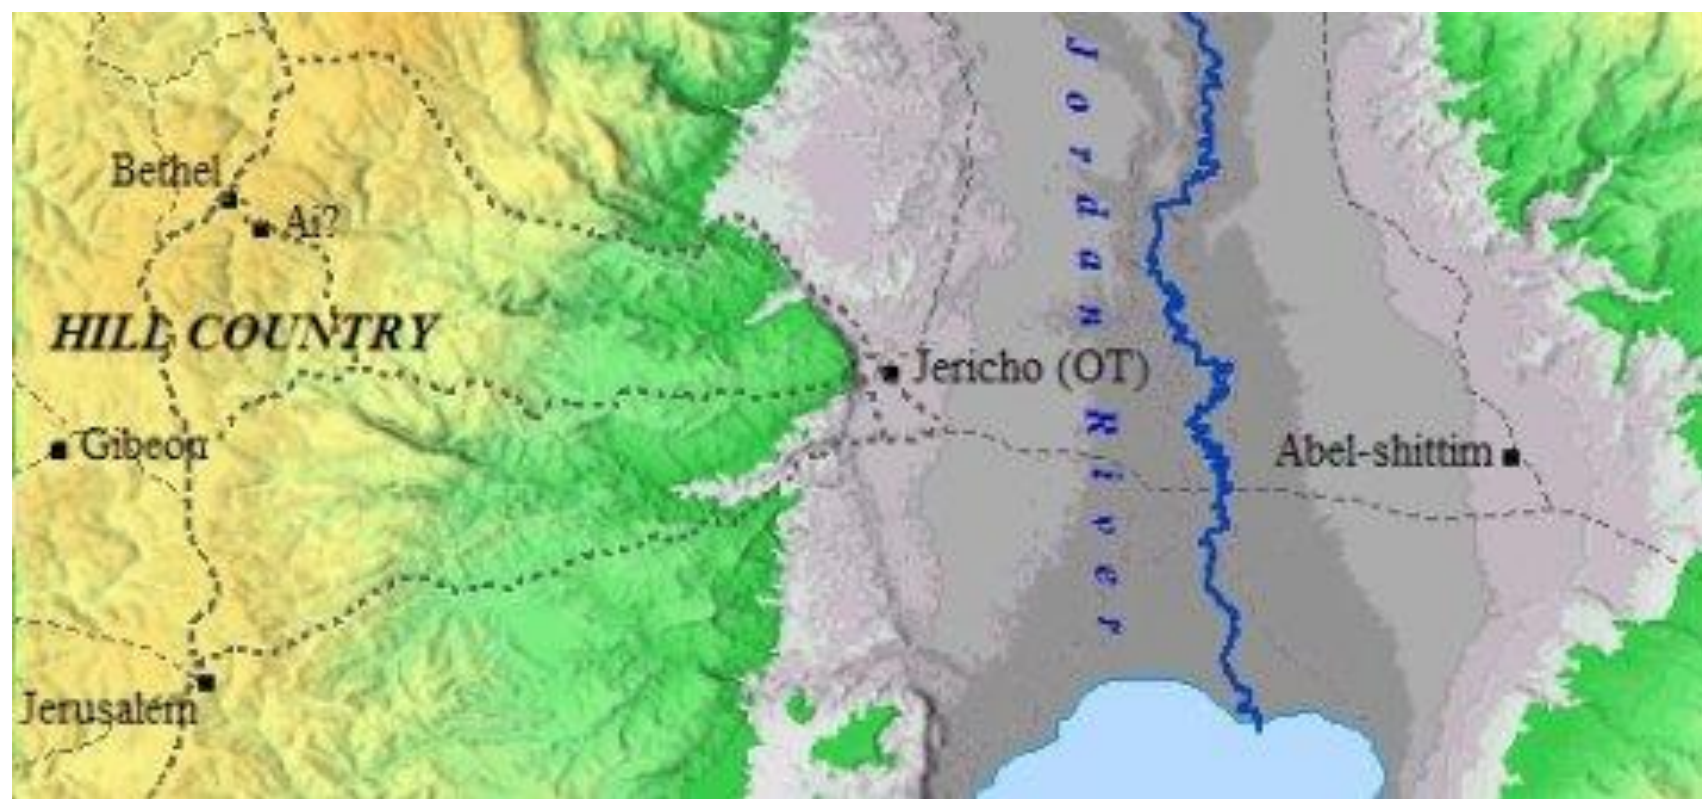 Jordan River
Bethel
Ai?
HILL COUNTRY
Jericho (OT)
Gibeon
Abel-shittim
Jerusalem